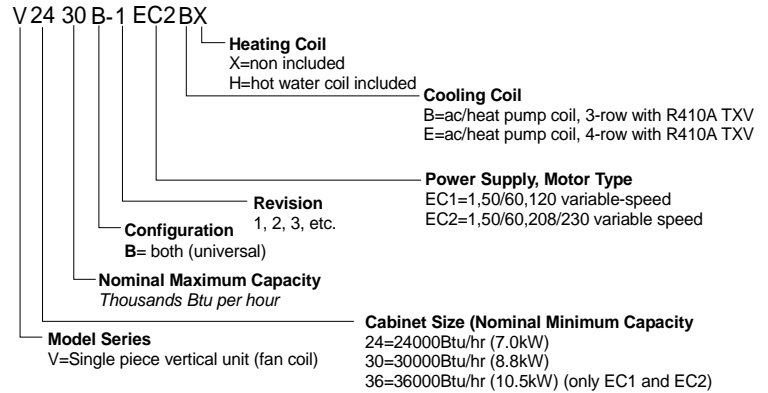 V 24 30 B-1 EC2 BX
Heating Coil
X=non included
H=hot water coil included
Cooling Coil
B=ac/heat pump coil, 3-row with R410A TXV
E=ac/heat pump coil, 4-row with R410A TXV
Power Supply, Motor Type
EC1=1,50/60,120 variable-speed
EC2=1,50/60,208/230 variable speed
Revision
1, 2, 3, etc.
Configuration
B= both (universal)
Nominal Maximum Capacity
Thousands Btu per hour
Cabinet Size (Nominal Minimum Capacity
24=24000Btu/hr (7.0kW)
30=30000Btu/hr (8.8kW)
36=36000Btu/hr (10.5kW) (only EC1 and EC2)
Model Series
V=Single piece vertical unit (fan coil)